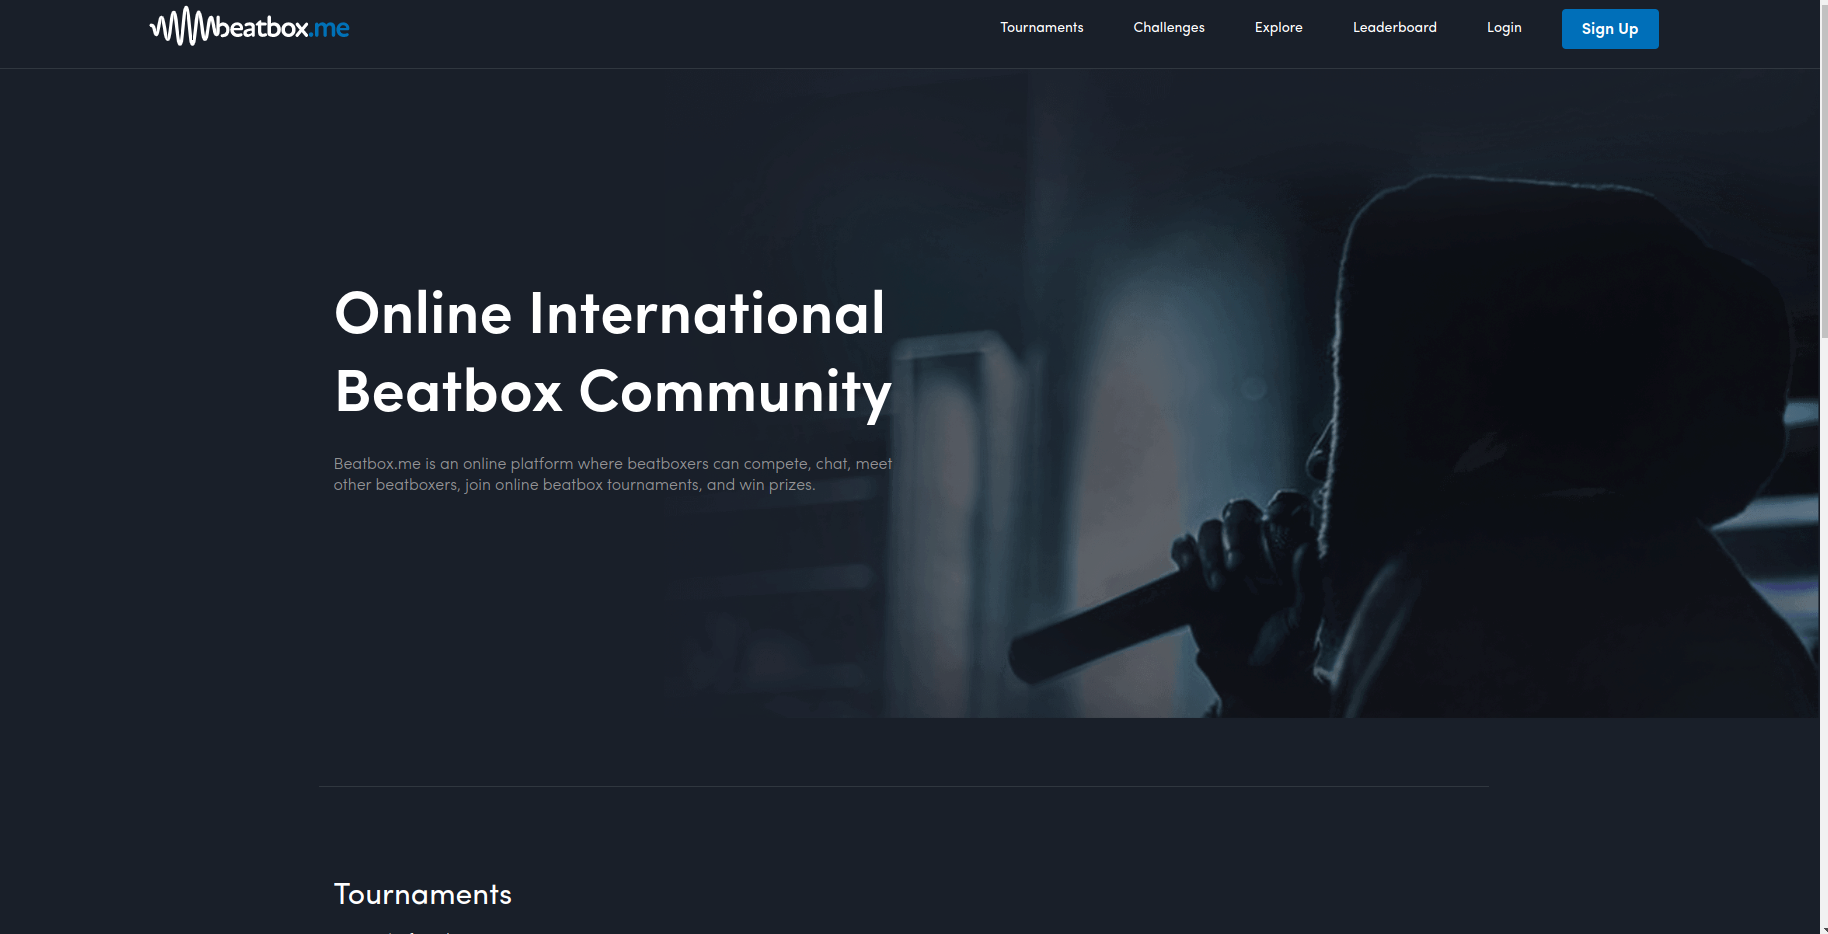 beatbox.me
Tournaments
Challenges
Explore
Leaderboard
Login
Sign Up
Online International
Beatbox Community
Beatbox.me is an online platform where beatboxers can compete, chat, meet
other beatboxers, join online beatbox tournaments, and win prizes.
Tournaments